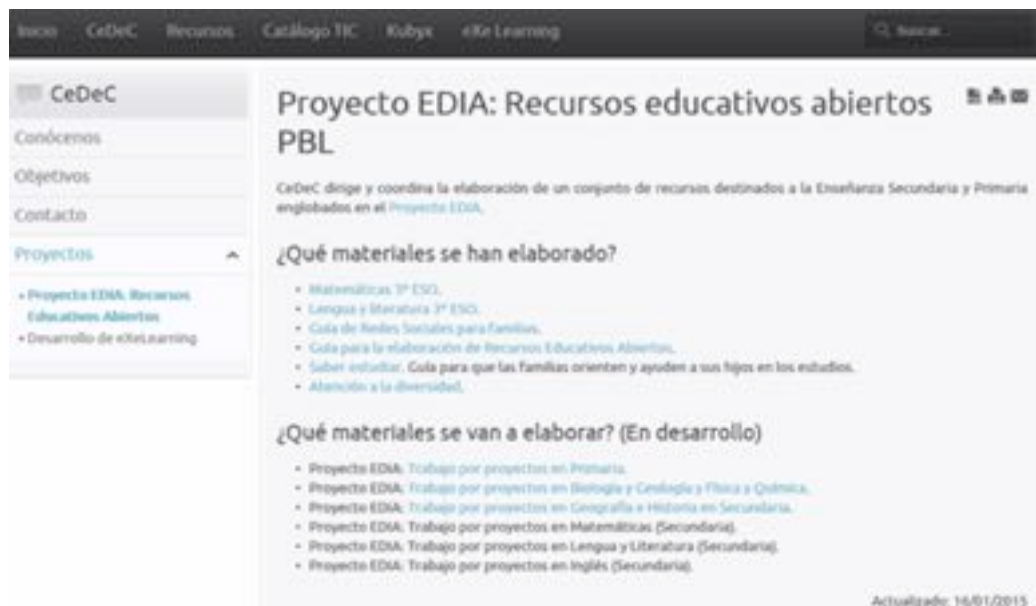 Inicio CeDeC Recursos Catálogo TIC Kubyx eXe Learning Buscar...
CeDeC
Conócenos
Objetivos
Contacto
Proyectos
Proyecto EDIA. Recursos
Educativos Abiertos
Desarrollo de eXeLearning
Proyecto EDIA: Recursos educativos abiertos
PBL
CeDeC dirige y coordina la elaboración de un conjunto de recursos destinados a la Enseñanza Secundaria y Primaria
englobados en el Proyecto EDIA.
¿Qué materiales se han elaborado?
• Matemáticas 3º ESO.
• Lengua y literatura 3º ESO.
• Guía de Redes Sociales para familias.
• Guía para la elaboración de Recursos Educativos Abiertos.
• Saber estudiar. Guía para que las familias orienten y ayuden a sus hijos en los estudios.
• Atención a la diversidad.
¿Qué materiales se van a elaborar? (En desarrollo)
• Proyecto EDIA: Trabajo por proyectos en Primaria.
• Proyecto EDIA: Trabajo por proyectos en Biología y Geología y Física y Química.
• Proyecto EDIA: Trabajo por proyectos en Geografía e Historia en Secundaria.
• Proyecto EDIA: Trabajo por proyectos en Matemáticas (Secundaria).
• Proyecto EDIA: Trabajo por proyectos en Lengua y Literatura (Secundaria).
• Proyecto EDIA: Trabajo por proyectos en Inglés (Secundaria).
Actualizado: 16/01/2015